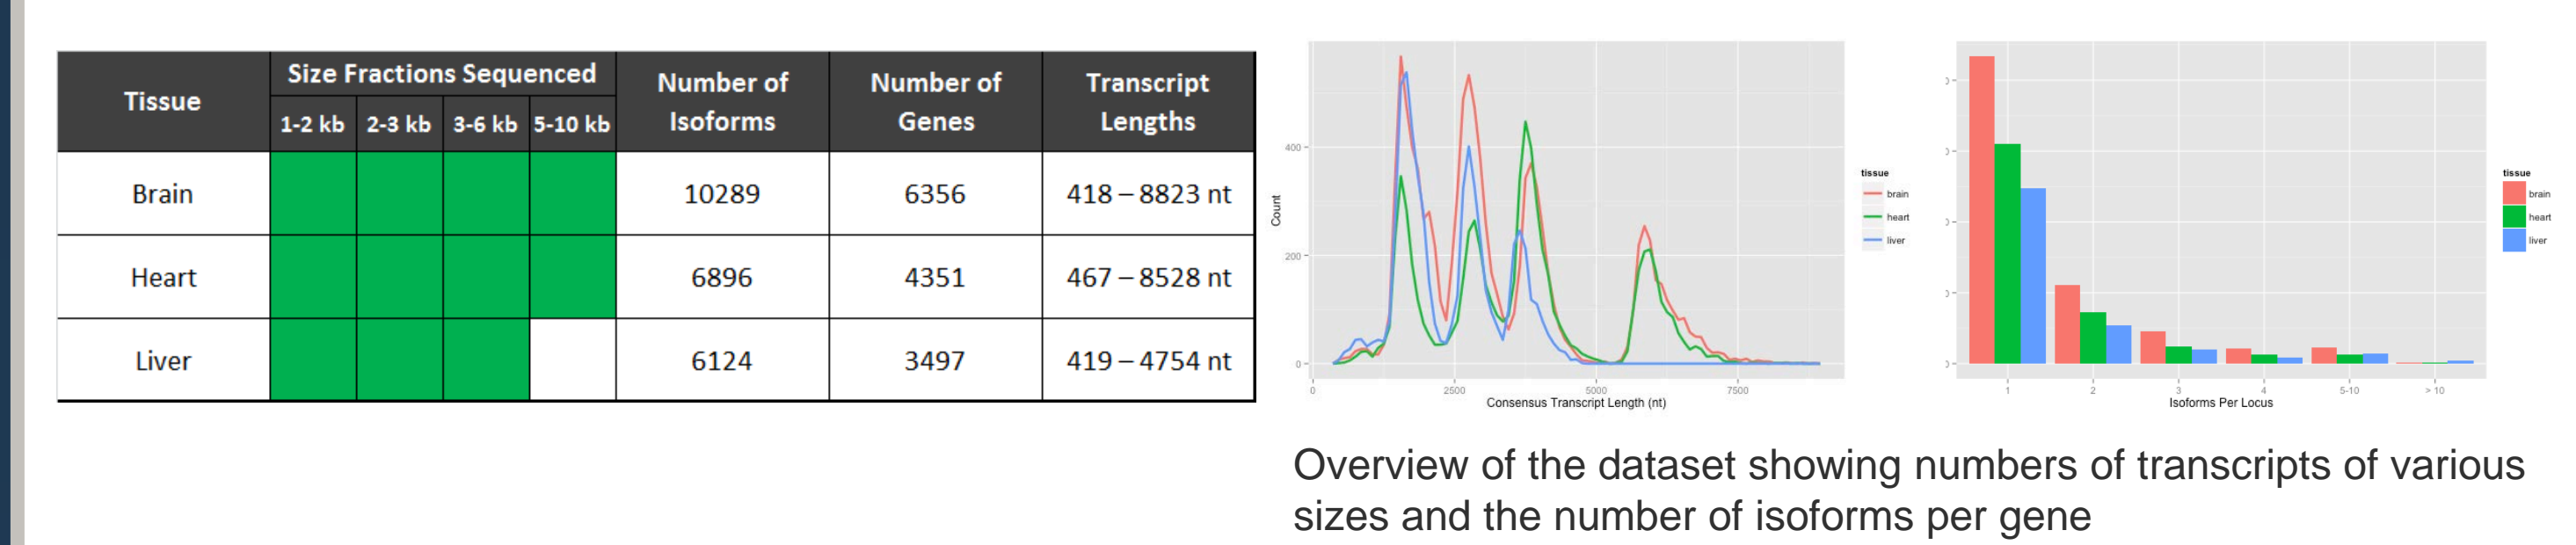 Tissue
Size Fractions Sequenced
1-2 kb 2-3 kb 3-6 kb 5-10 kb
Number of
Isoforms
Number of
Genes
Transcript
Lengths
Brain 10289 6356 418 – 8823 nt
Heart 6896 4351 467 – 8528 nt
Liver 6124 3497 419 – 4754 nt
Count
400
200
0
0 2500 5000 7500
Consensus Transcript Length (nt)
tissue
brain
heart
liver
1 2 3 4 5-10 > 10
Isoforms Per Locus
tissue
brain
heart
liver
Overview of the dataset showing numbers of transcripts of various
sizes and the number of isoforms per gene